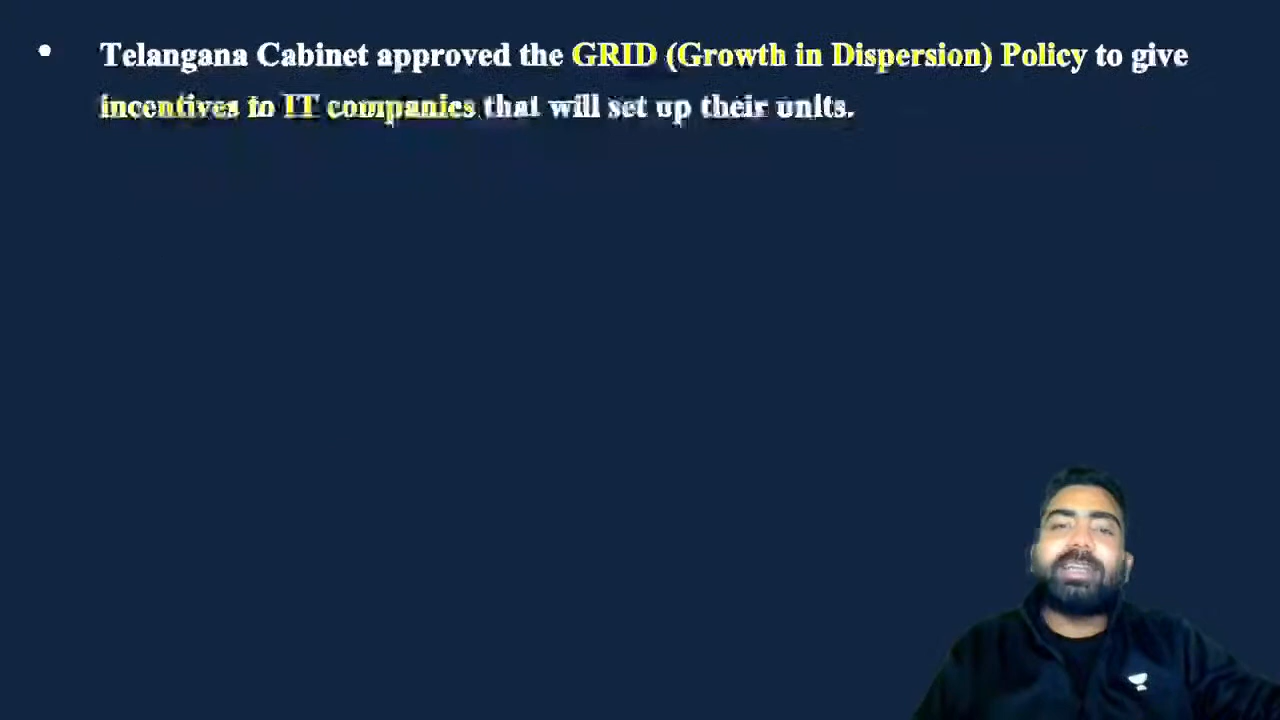 • Telangana Cabinet approved the GRID (Growth in Dispersion) Policy to give
incentives to IT companies that will set up their units.